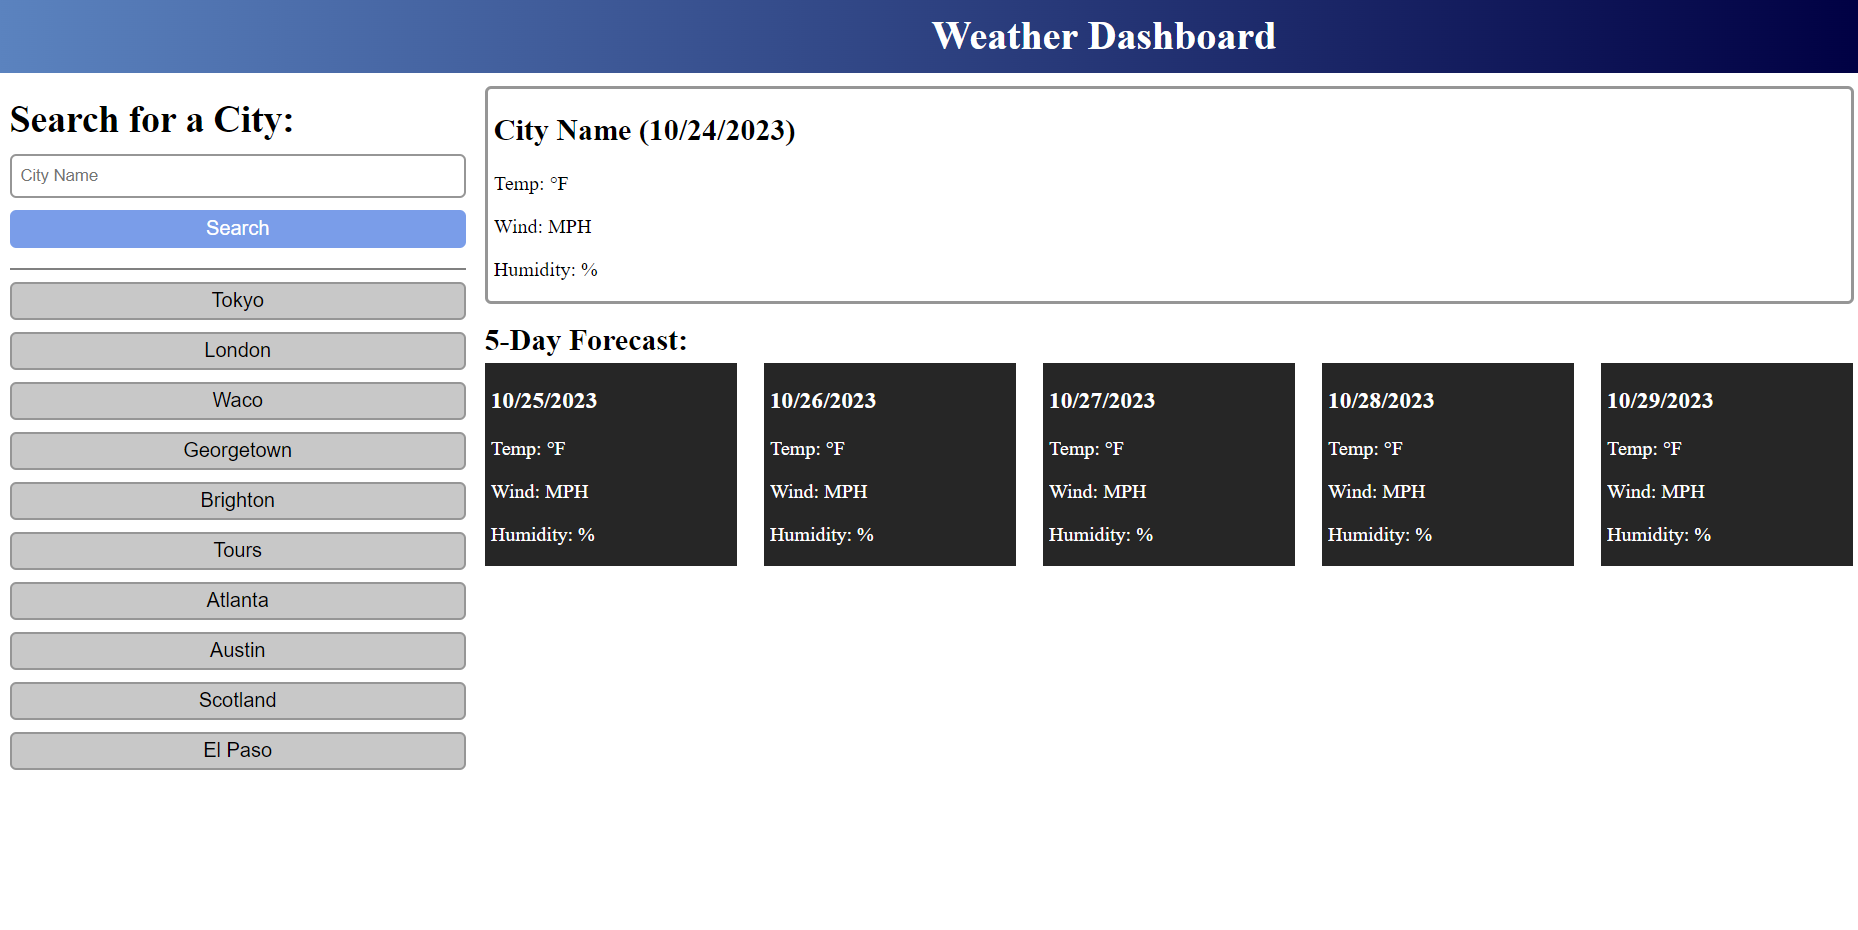 Weather Dashboard
Search for a City:
City Name
Search
Tokyo
London
Waco
Georgetown
Brighton
Tours
Atlanta
Austin
Scotland
El Paso
City Name (10/24/2023)
Temp: °F
Wind: MPH
Humidity: %
5-Day Forecast:
10/25/2023
Temp: °F
Wind: MPH
Humidity: %
10/26/2023
Temp: °F
Wind: MPH
Humidity: %
10/27/2023
Temp: °F
Wind: MPH
Humidity: %
10/28/2023
Temp: °F
Wind: MPH
Humidity: %
10/29/2023
Temp: °F
Wind: MPH
Humidity: %